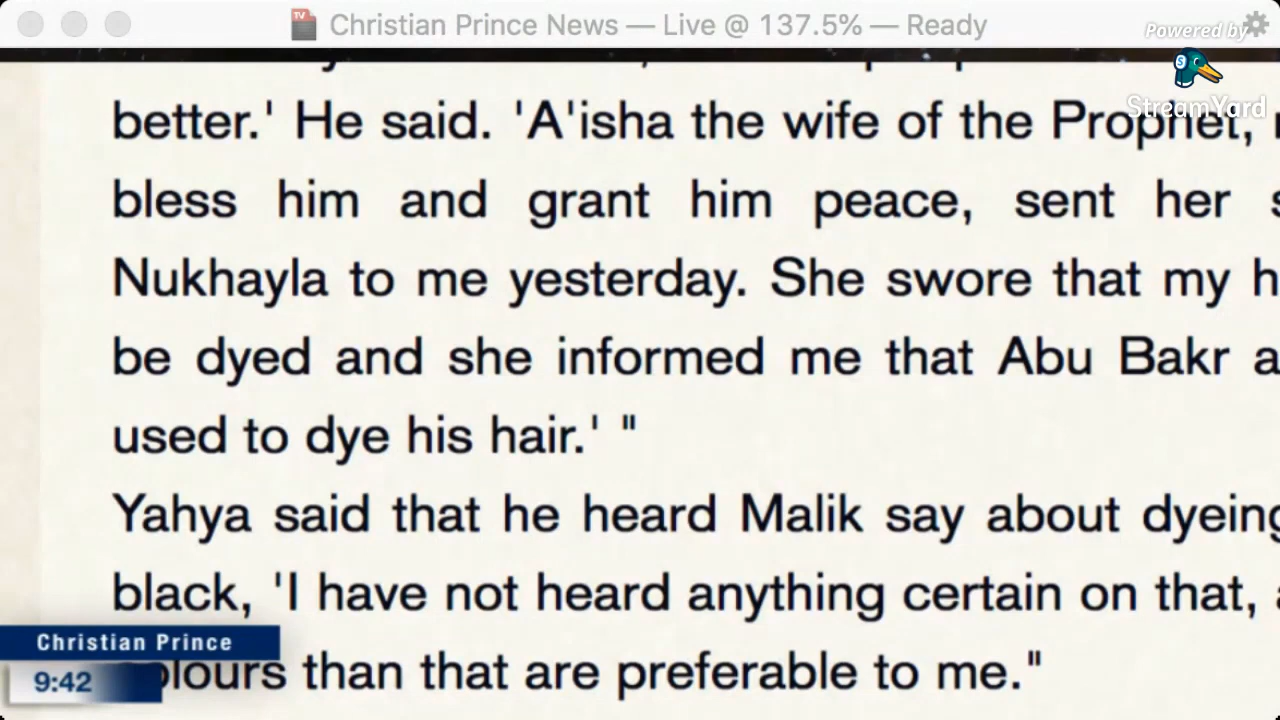 Christian Prince News — Live @ 137.5% — Ready
Powered by
StreamYard
better.' He said. 'A'isha the wife of the Prophet,
bless him and grant him peace, sent her
Nukhayla to me yesterday. She swore that my
be dyed and she informed me that Abu Bakr
used to dye his hair.' "
Yahya said that he heard Malik say about dyeing
black, 'I have not heard anything certain on that,
than that are preferable to me."
Christian Prince
9:42